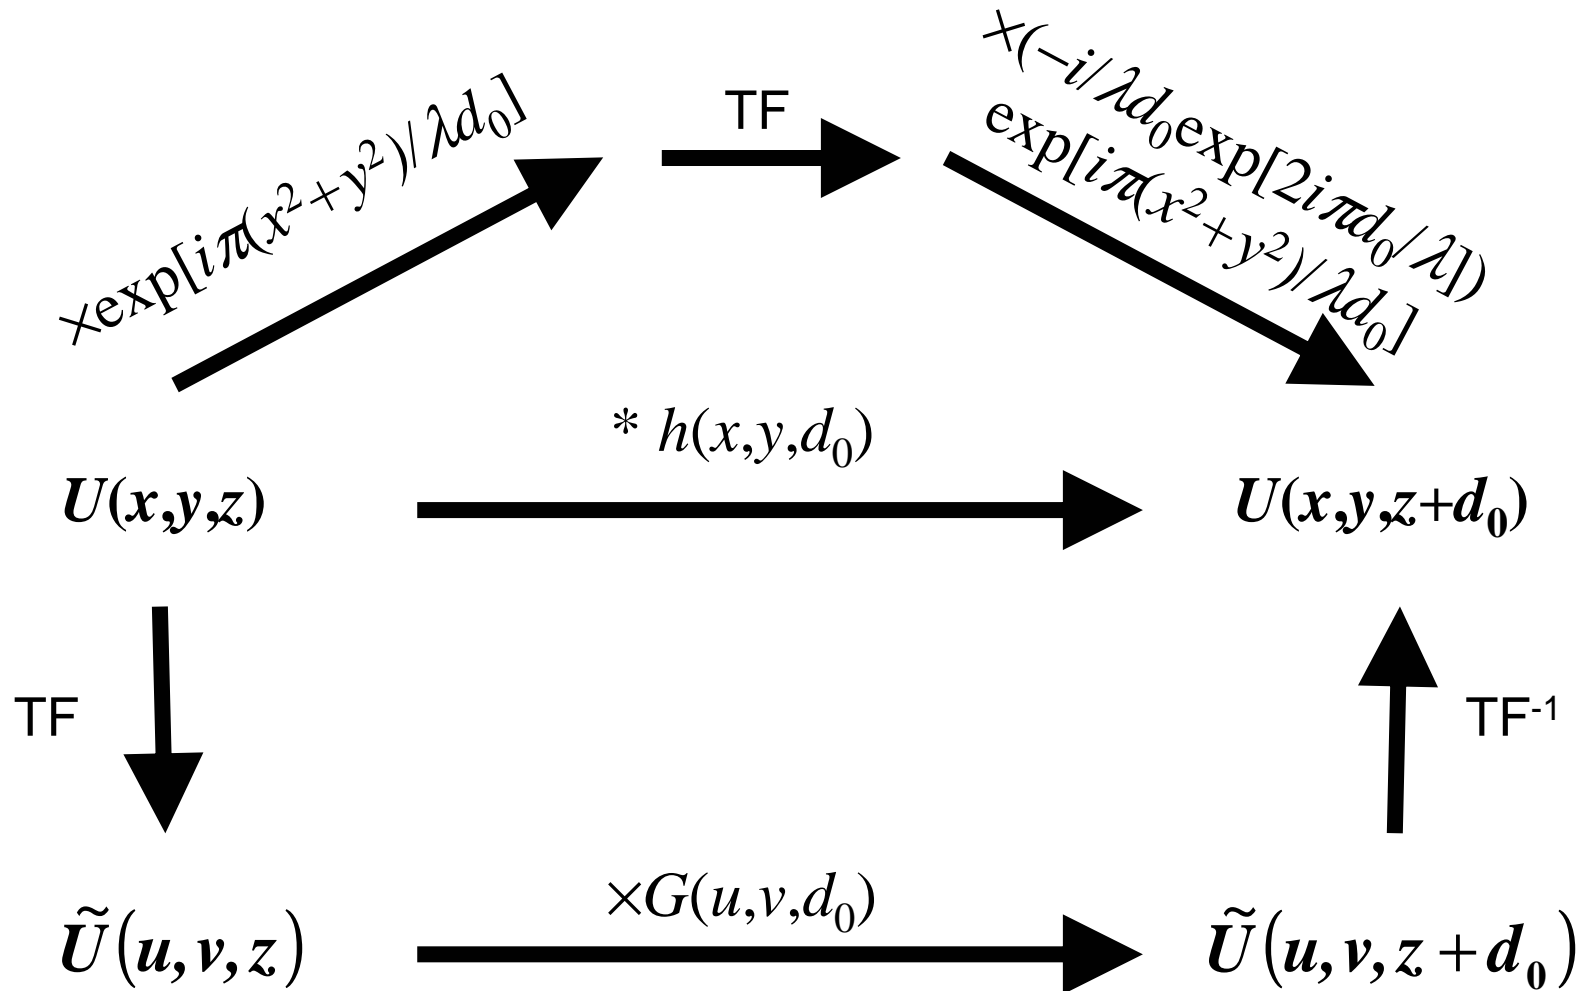 ×exp[iπ(x²+y²)/λd₀]
TF
×(−i/λd₀exp[2iπd₀/λ])
exp[iπ(x²+y²)/λd₀]
* h(x,y,d₀)
U(x,y,z)
U(x,y,z+d₀)
TF
TF⁻¹
×G(u,v,d₀)
Ũ(u,v,z)
Ũ(u,v,z+d₀)